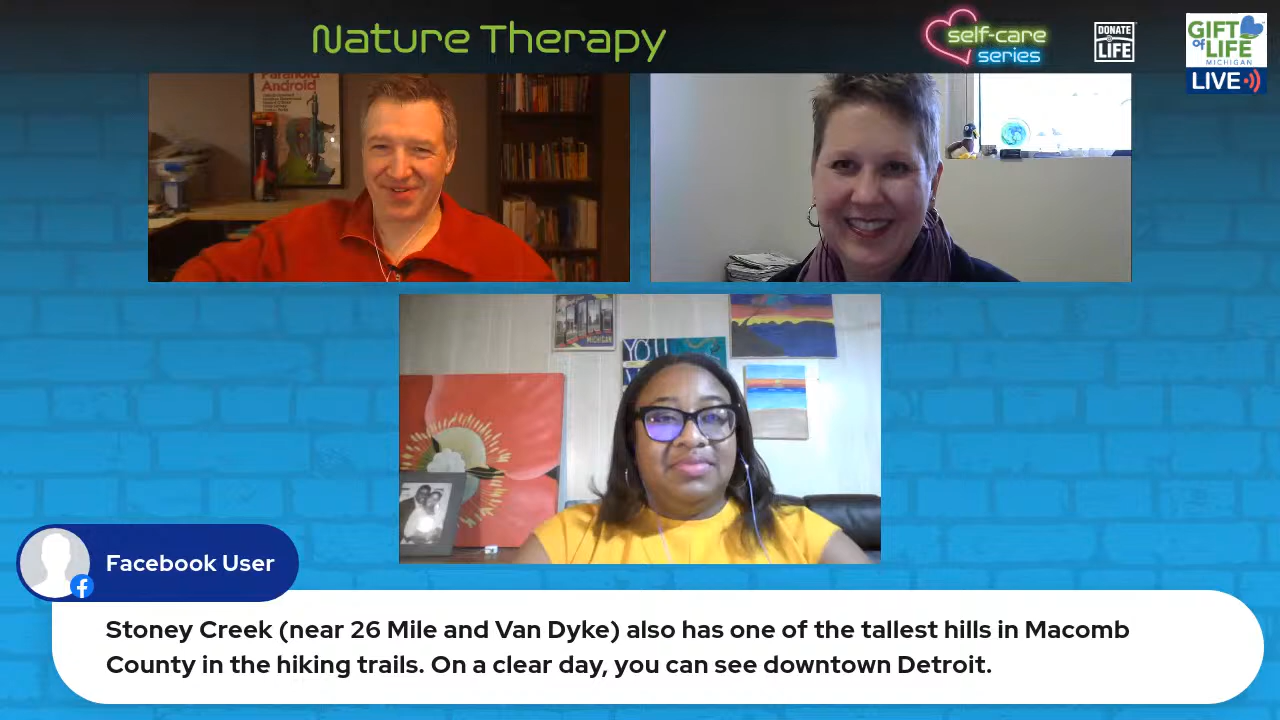 Nature Therapy
self-care
series
DONATE
LIFE
GIFT
of LIFE
MICHIGAN
LIVE
Paranoid
Android
MICHIGAN
YOU
Facebook User
Stoney Creek (near 26 Mile and Van Dyke) also has one of the tallest hills in Macomb
County in the hiking trails. On a clear day, you can see downtown Detroit.